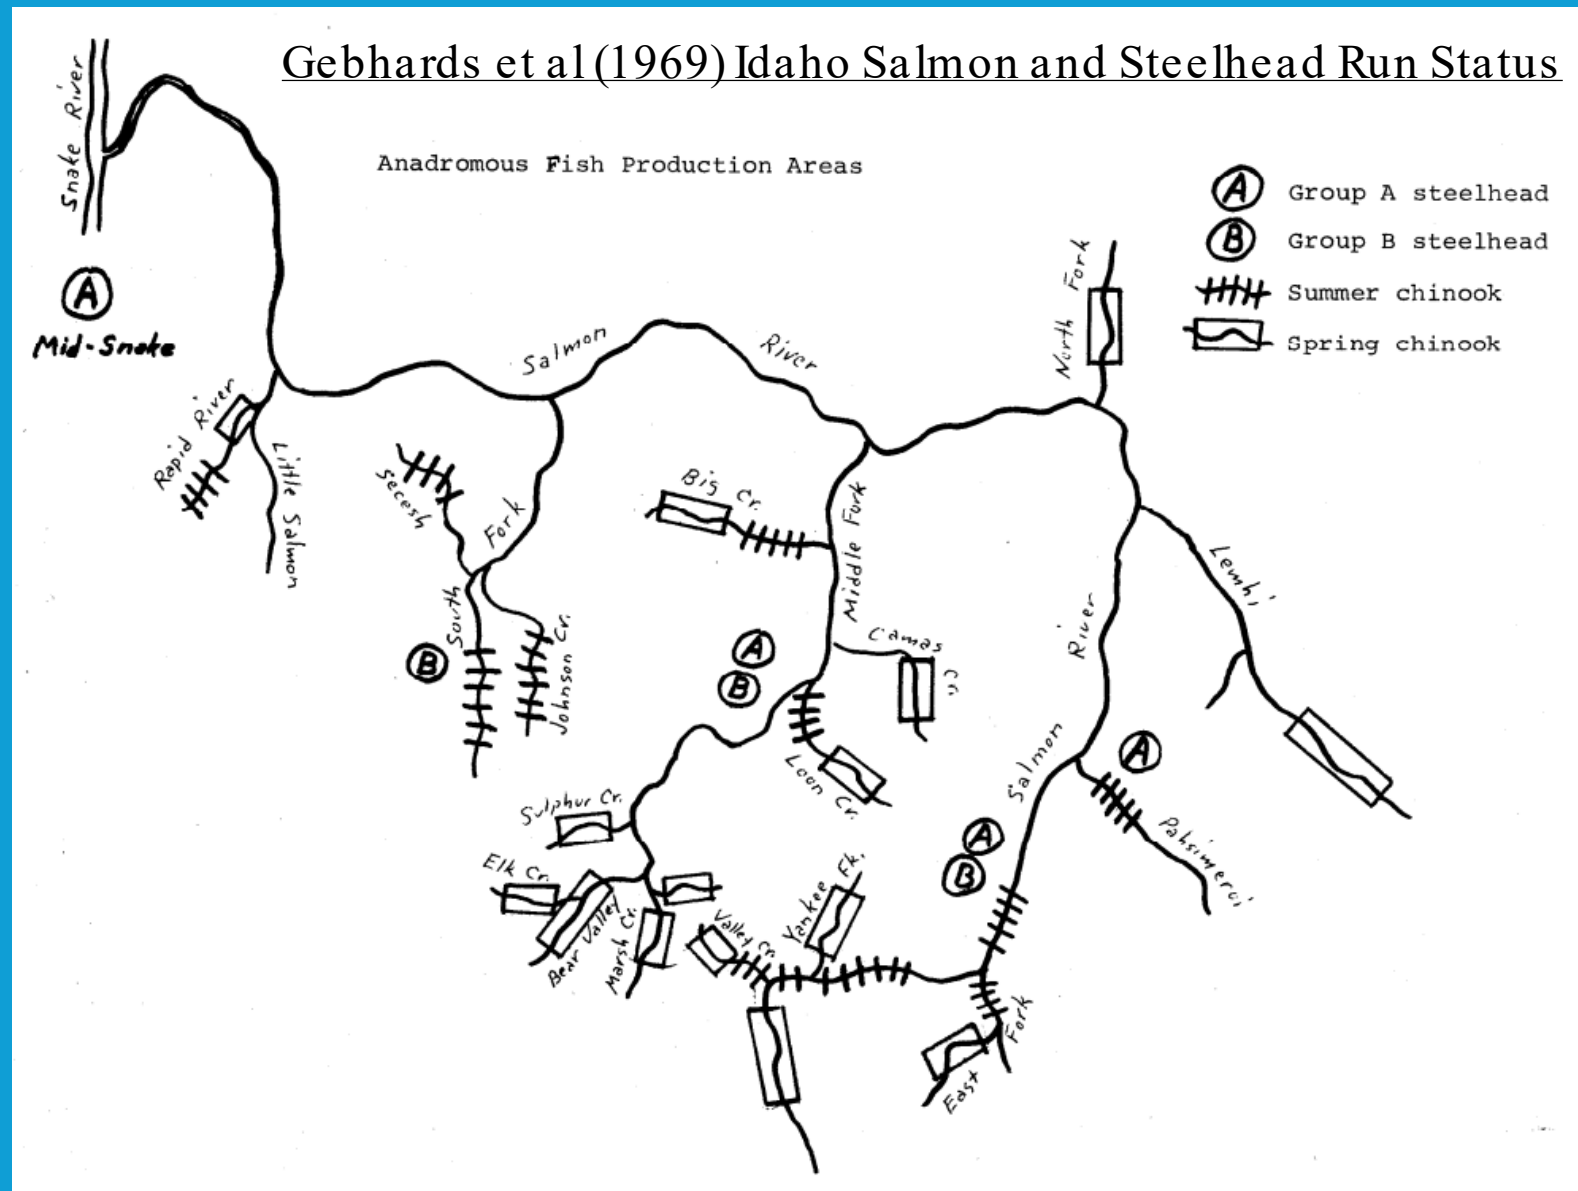 Gebhards et al (1969) Idaho Salmon and Steelhead Run Status
Anadromous Fish Production Areas
A Group A steelhead
B Group B steelhead
Summer chinook
Spring chinook
Snake River
A
Mid-Snake
Salmon River
North Fork
Rapid River
Little Salmon
Secesh
South Fork
Johnson Cr.
B
Big Cr.
Middle Fork
Camas Cr.
A
B
Loon Cr.
Sulphur Cr.
Elk Cr.
Bear Valley
Marsh Cr.
Valley Cr.
Yankee Fk.
East Fork
Salmon River
A
B
Lemhi
A
Pahsimeroi